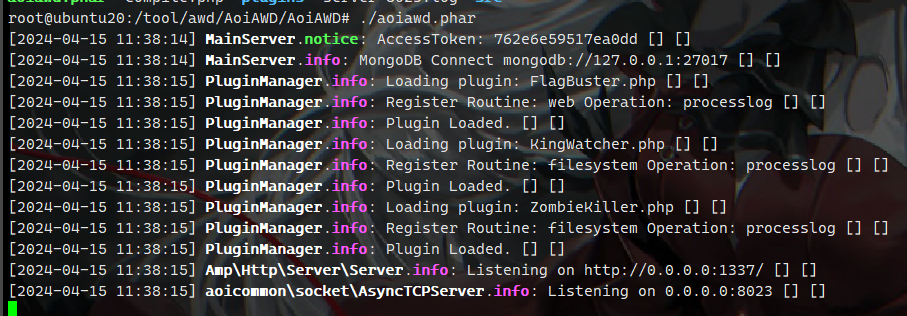 aoiawd.phar compile.php plugins server-8023.log src
root@ubuntu20:/tool/awd/AoiAWD/AoiAWD# ./aoiawd.phar
[2024-04-15 11:38:14] MainServer.notice: AccessToken: 762e6e59517ea0dd [] []
[2024-04-15 11:38:14] MainServer.info: MongoDB Connect mongodb://127.0.0.1:27017 [] []
[2024-04-15 11:38:15] PluginManager.info: Loading plugin: FlagBuster.php [] []
[2024-04-15 11:38:15] PluginManager.info: Register Routine: web Operation: processlog [] []
[2024-04-15 11:38:15] PluginManager.info: Plugin Loaded. [] []
[2024-04-15 11:38:15] PluginManager.info: Loading plugin: KingWatcher.php [] []
[2024-04-15 11:38:15] PluginManager.info: Register Routine: filesystem Operation: processlog [] []
[2024-04-15 11:38:15] PluginManager.info: Plugin Loaded. [] []
[2024-04-15 11:38:15] PluginManager.info: Loading plugin: ZombieKiller.php [] []
[2024-04-15 11:38:15] PluginManager.info: Register Routine: filesystem Operation: processlog [] []
[2024-04-15 11:38:15] PluginManager.info: Plugin Loaded. [] []
[2024-04-15 11:38:15] Amp\Http\Server\Server.info: Listening on http://0.0.0.0:1337/ [] []
[2024-04-15 11:38:15] aoicommon\socket\AsyncTCPServer.info: Listening on 0.0.0.0:8023 [] []